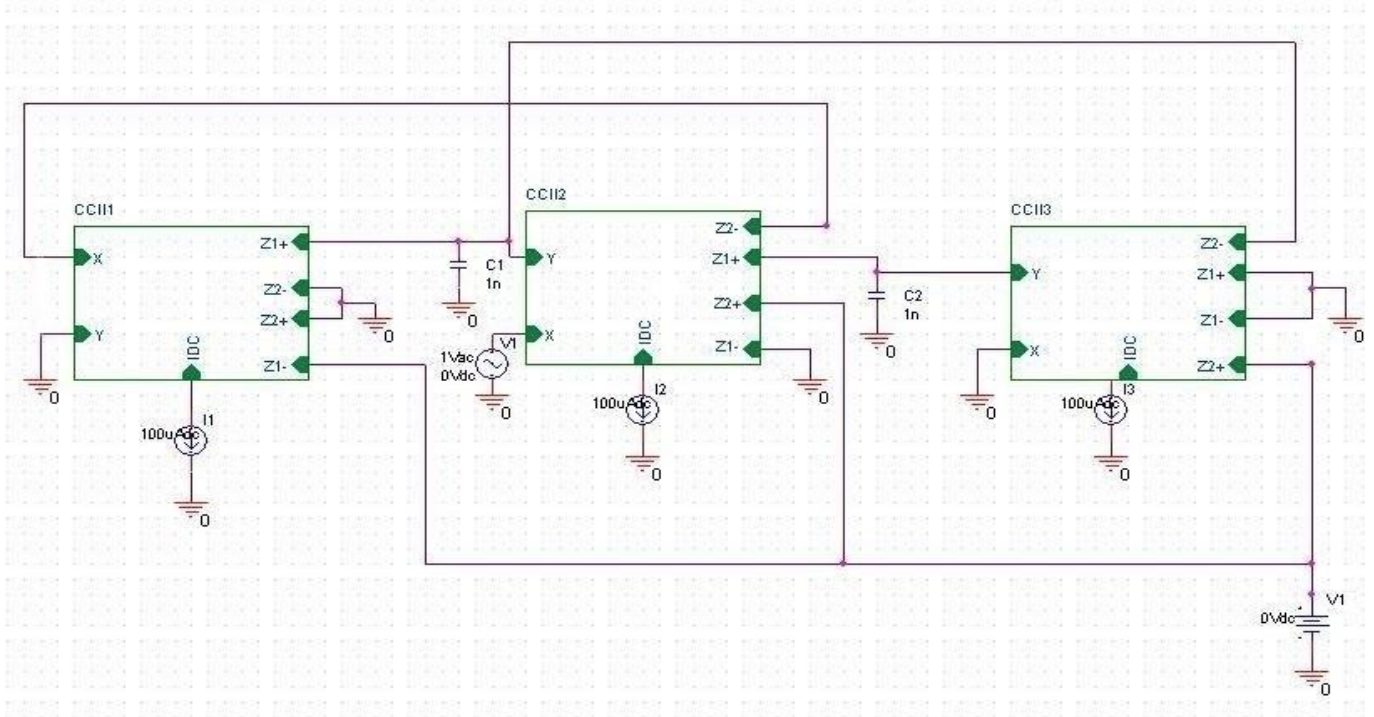 CCII1
X
Y
Z1+
Z2-
Z2+
Z1-
IDC
0
I1
100uAdc
0
C1
1n
0
0
CCII2
Y
X
Z2-
Z1+
Z2+
Z1-
IDC
V1
1Vac
0Vdc
0
I2
100uAdc
0
0
C2
1n
0
CCII3
Y
X
Z2-
Z1+
Z1-
Z2+
IDC
0
I3
100uAdc
0
0
V1
0Vdc
0